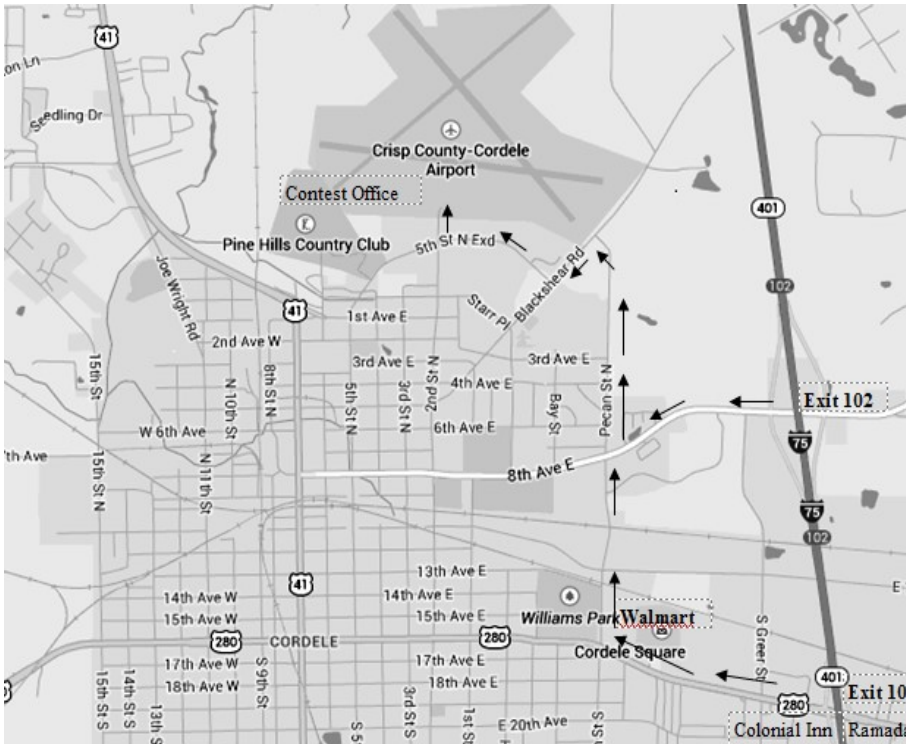 41
ton Ln
Seedling Dr
Crisp County-Cordele
Airport
Contest Office
401
Pine Hills Country Club
5th St N Exd
102
Joe Wright Rd
Blackshear Rd
Starr Pl
41
1st Ave E
2nd Ave W
3rd Ave E
3rd Ave E
15th St
N 10th St
8th St N
5th St N
3rd St N
2nd St N
4th Ave E
Bay St
Pecan St N
Exit 102
W 6th Ave
6th Ave E
7th Ave
75
15th St N
N 11th St
8th Ave E
75
102
13th Ave E
41
14th Ave W
14th Ave E
E
15th Ave W
15th Ave E
Williams Park
Walmart
280
CORDELE
280
Cordele Square
S Greer St
17th Ave W
17th Ave E
18th Ave W
18th Ave E
S 9th St
401
Exit 10
280
15th St S
14th St S
13th St
S 5t
3rd St
1st St
E 20th Ave
Colonial Inn
Ramada